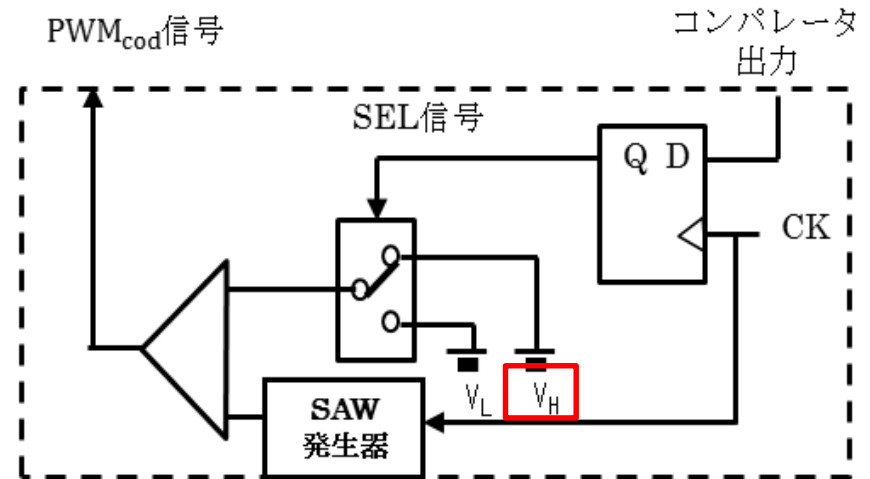 PWMcod信号
コンパレータ
出力
SEL信号
Q D
CK
VL
VH
SAW
発生器